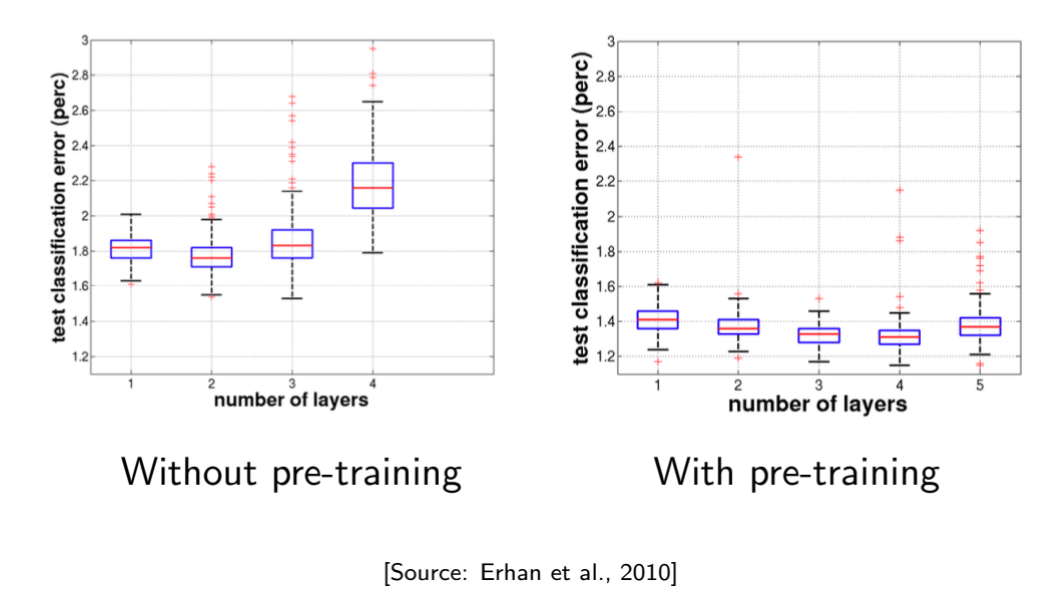 3
2.8
2.6
2.4
2.2
2
1.8
1.6
1.4
1.2
test classification error (perc)
1 2 3 4
number of layers
Without pre-training
3
2.8
2.6
2.4
2.2
2
1.8
1.6
1.4
1.2
test classification error (perc)
1 2 3 4 5
number of layers
With pre-training
[Source: Erhan et al., 2010]